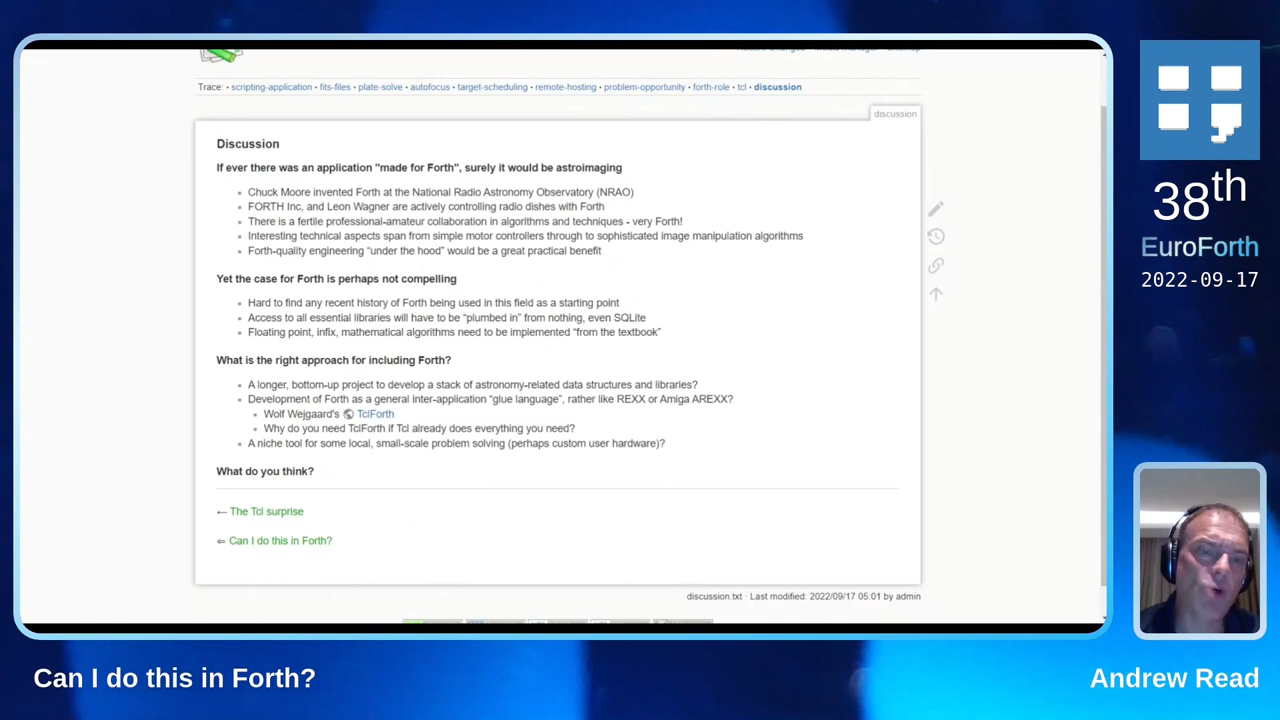 Trace: • scripting-application • fits-files • plate-solve • autofocus • target-scheduling • remote-hosting • problem-opportunity • forth-role • tcl • discussion
discussion
Discussion
If ever there was an application "made for Forth", surely it would be astroimaging
Chuck Moore invented Forth at the National Radio Astronomy Observatory (NRAO)
FORTH Inc, and Leon Wagner are actively controlling radio dishes with Forth
There is a fertile professional-amateur collaboration in algorithms and techniques - very Forth!
Interesting technical aspects span from simple motor controllers through to sophisticated image manipulation algorithms
Forth-quality engineering “under the hood” would be a great practical benefit
Yet the case for Forth is perhaps not compelling
Hard to find any recent history of Forth being used in this field as a starting point
Access to all essential libraries will have to be “plumbed in” from nothing, even SQLite
Floating point, infix, mathematical algorithms need to be implemented “from the textbook”
What is the right approach for including Forth?
A longer, bottom-up project to develop a stack of astronomy-related data structures and libraries?
Development of Forth as a general inter-application “glue language”, rather like REXX or Amiga AREXX?
Wolf Wejgaard's TclForth
Why do you need TclForth if Tcl already does everything you need?
A niche tool for some local, small-scale problem solving (perhaps custom user hardware)?
What do you think?
← The Tcl surprise
⇐ Can I do this in Forth?
discussion.txt · Last modified: 2022/09/17 05:01 by admin
38th
EuroForth
2022-09-17
Can I do this in Forth?
Andrew Read